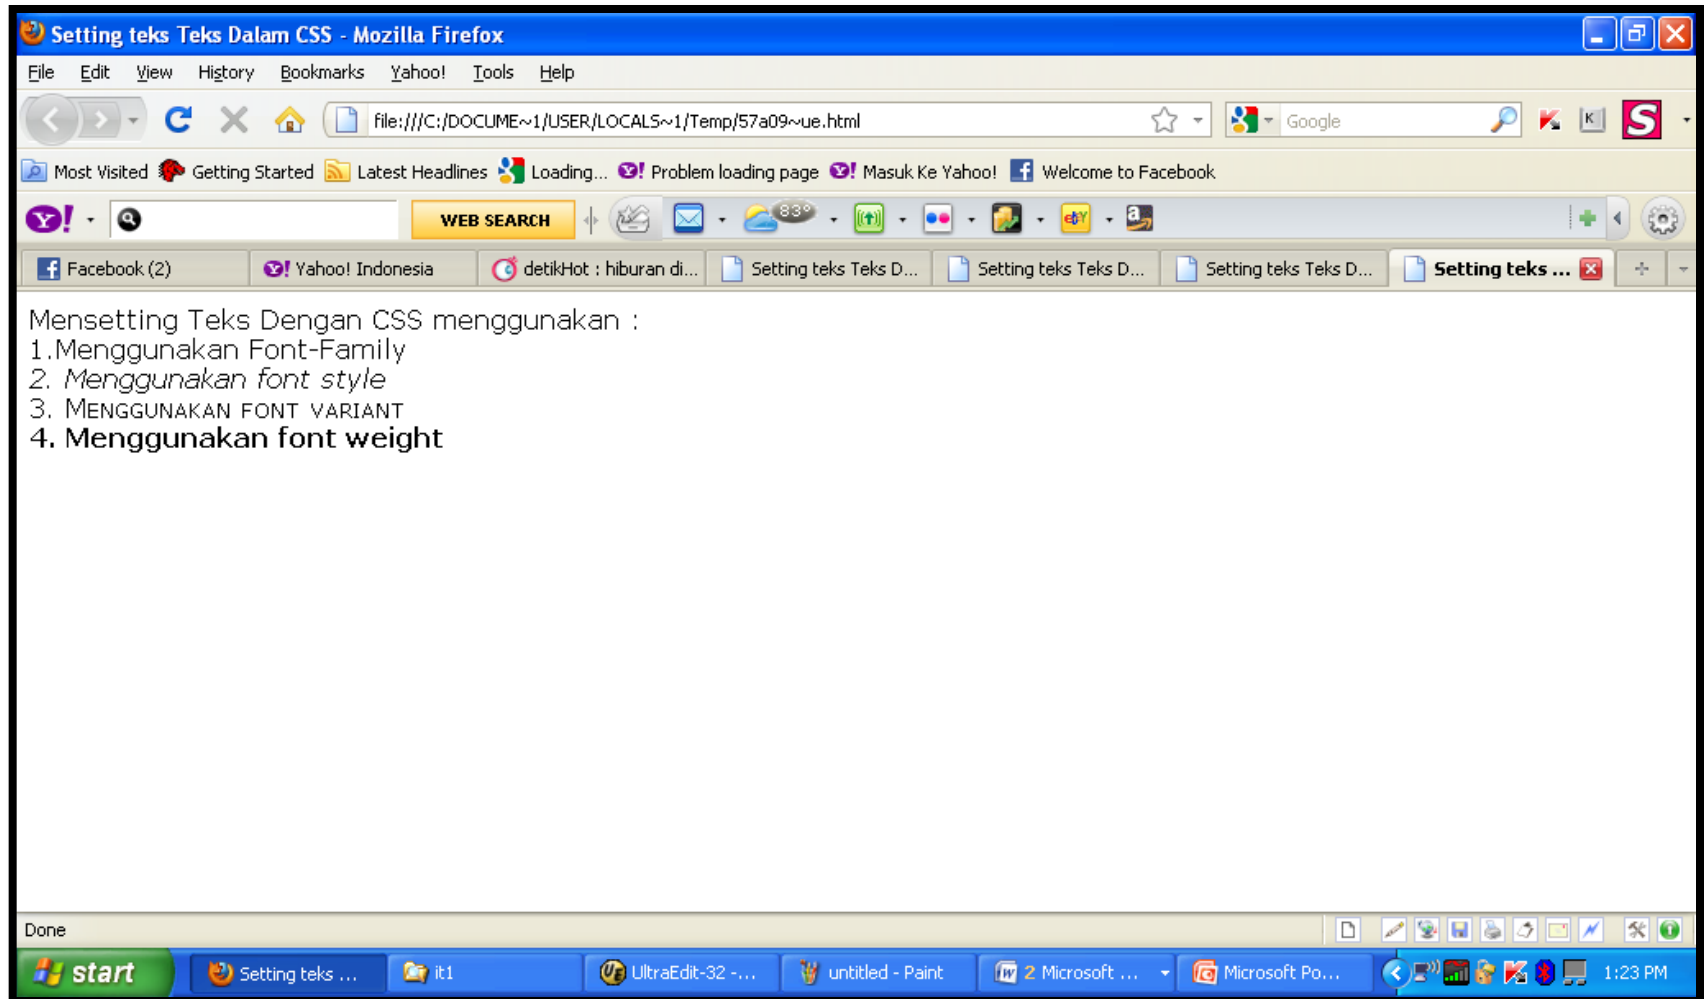 Setting teks Teks Dalam CSS - Mozilla Firefox
File Edit View History Bookmarks Yahoo! Tools Help
file:///C:/DOCUME~1/USER/LOCALS~1/Temp/57a09~ue.html Google K S
Most Visited Getting Started Latest Headlines Loading... Y! Problem loading page Y! Masuk Ke Yahoo! f Welcome to Facebook
Y! WEB SEARCH 83° ebY a
f Facebook (2) Y! Yahoo! Indonesia detikHot : hiburan di... Setting teks Teks D... Setting teks Teks D... Setting teks Teks D... Setting teks ...
Mensetting Teks Dengan CSS menggunakan :
1.Menggunakan Font-Family
2. Menggunakan font style
3. Menggunakan font variant
4. Menggunakan font weight
Done
start Setting teks ... it1 UE UltraEdit-32 -... untitled - Paint W 2 Microsoft ... Microsoft Po... 1:23 PM